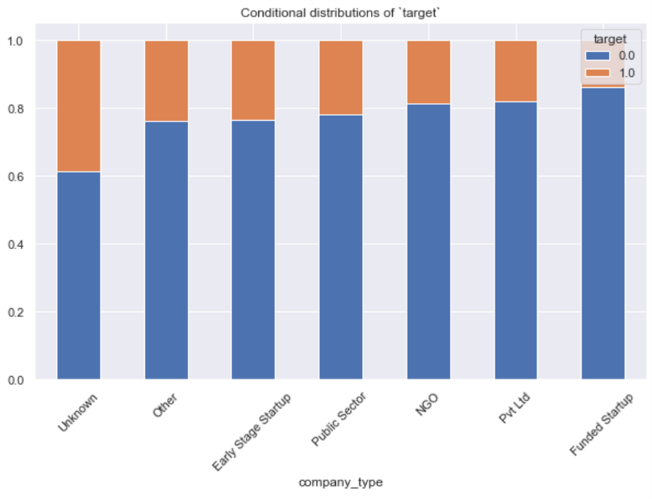 Conditional distributions of `target`
target
0.0
1.0
1.0
0.8
0.6
0.4
0.2
0.0
Unknown
Other
Early Stage Startup
Public Sector
NGO
Pvt Ltd
Funded Startup
company_type